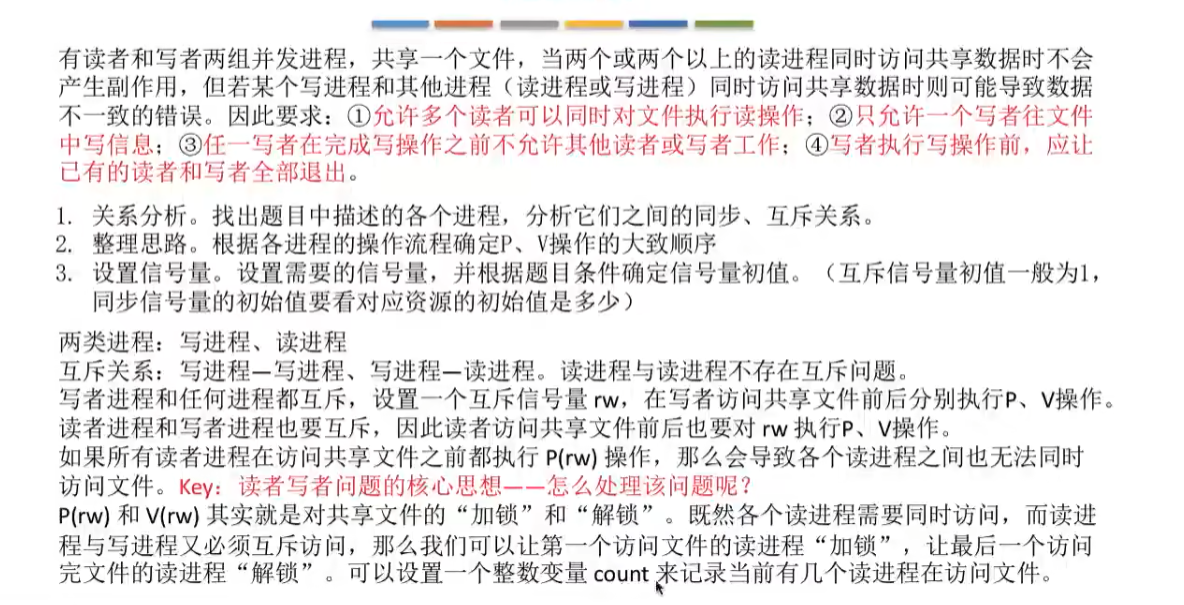 有读者和写者两组并发进程，共享一个文件，当两个或两个以上的读进程同时访问共享数据时不会
产生副作用，但若某个写进程和其他进程（读进程或写进程）同时访问共享数据时则可能导致数据
不一致的错误。因此要求：①允许多个读者可以同时对文件执行读操作；②只允许一个写者往文件
中写信息；③任一写者在完成写操作之前不允许其他读者或写者工作；④写者执行写操作前，应让
已有的读者和写者全部退出。
1. 关系分析。找出题目中描述的各个进程，分析它们之间的同步、互斥关系。
2. 整理思路。根据各进程的操作流程确定P、V操作的大致顺序
3. 设置信号量。设置需要的信号量，并根据题目条件确定信号量初值。（互斥信号量初值一般为1，
同步信号量的初始值要看对应资源的初始值是多少）
两类进程：写进程、读进程
互斥关系：写进程—写进程、写进程—读进程。读进程与读进程不存在互斥问题。
写者进程和任何进程都互斥，设置一个互斥信号量 rw，在写者访问共享文件前后分别执行P、V操作。
读者进程和写者进程也要互斥，因此读者访问共享文件前后也要对 rw 执行P、V操作。
如果所有读者进程在访问共享文件之前都执行 P(rw) 操作，那么会导致各个读进程之间也无法同时
访问文件。Key：读者写者问题的核心思想——怎么处理该问题呢？
P(rw) 和 V(rw) 其实就是对共享文件的“加锁”和“解锁”。既然各个读进程需要同时访问，而读进
程与写进程又必须互斥访问，那么我们可以让第一个访问文件的读进程“加锁”，让最后一个访问
完文件的读进程“解锁”。可以设置一个整数变量 count 来记录当前有几个读进程在访问文件。